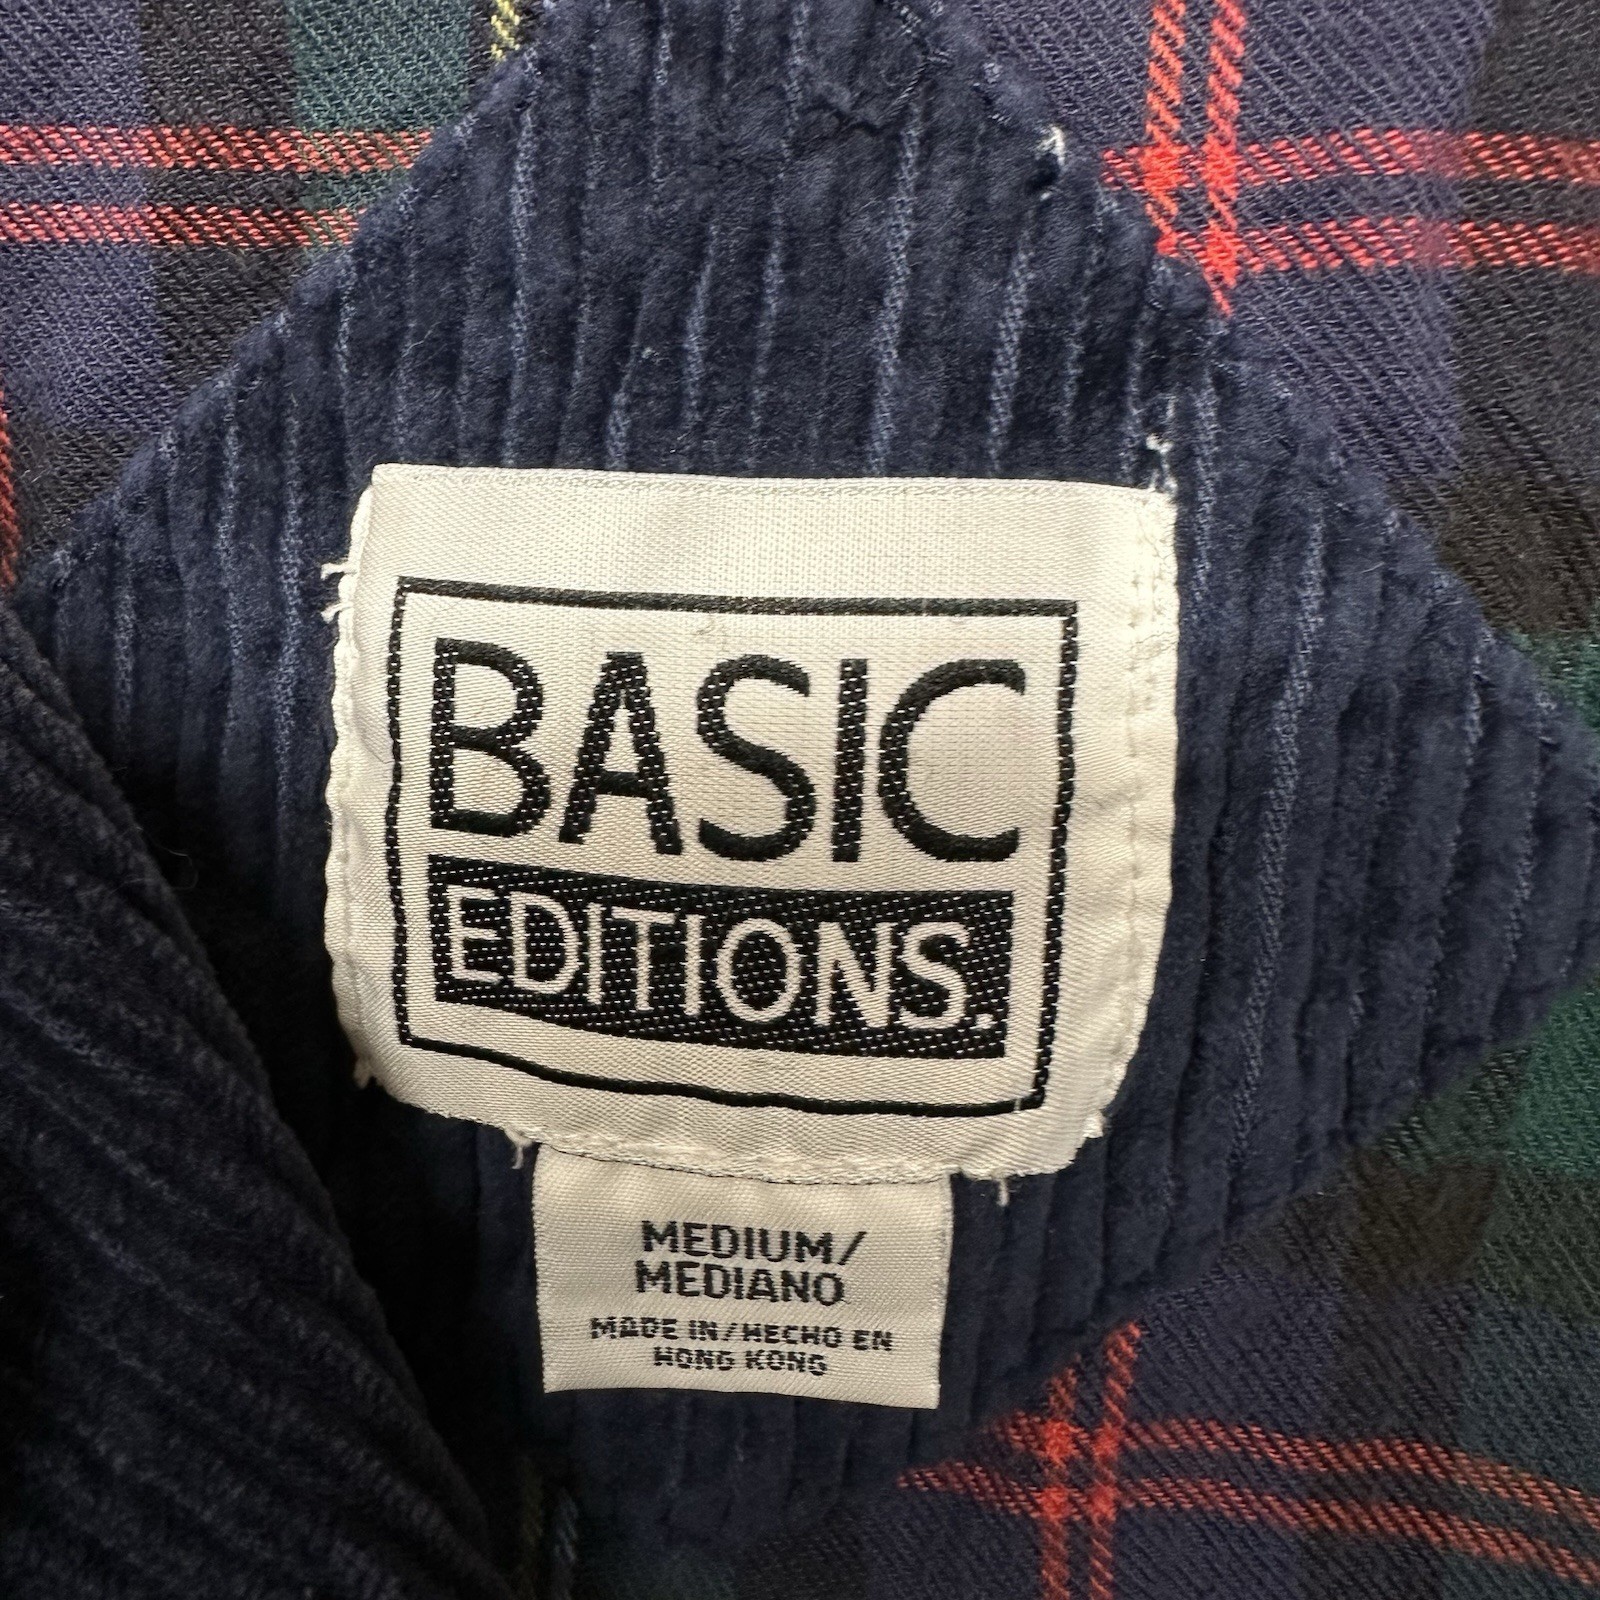 BASIC
EDITIONS.
MEDIUM/
MEDIANO
MADE IN/HECHO EN
HONG KONG